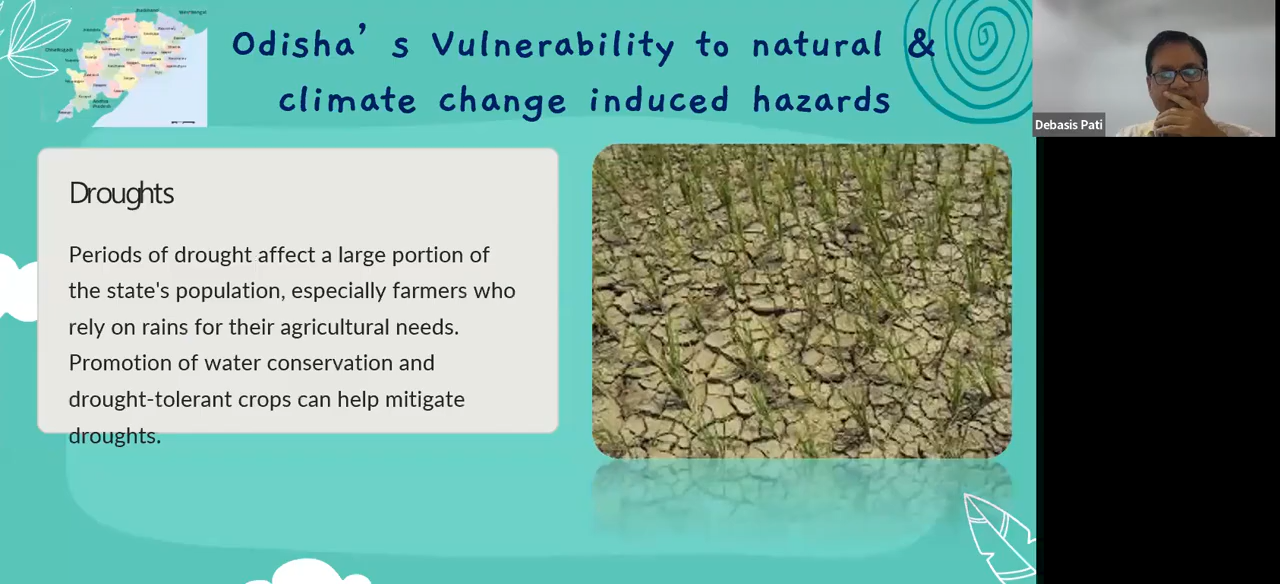 Odisha’ s Vulnerability to natural &
climate change induced hazards
Debasis Pati
Droughts
Periods of drought affect a large portion of
the state's population, especially farmers who
rely on rains for their agricultural needs.
Promotion of water conservation and
drought-tolerant crops can help mitigate
droughts.